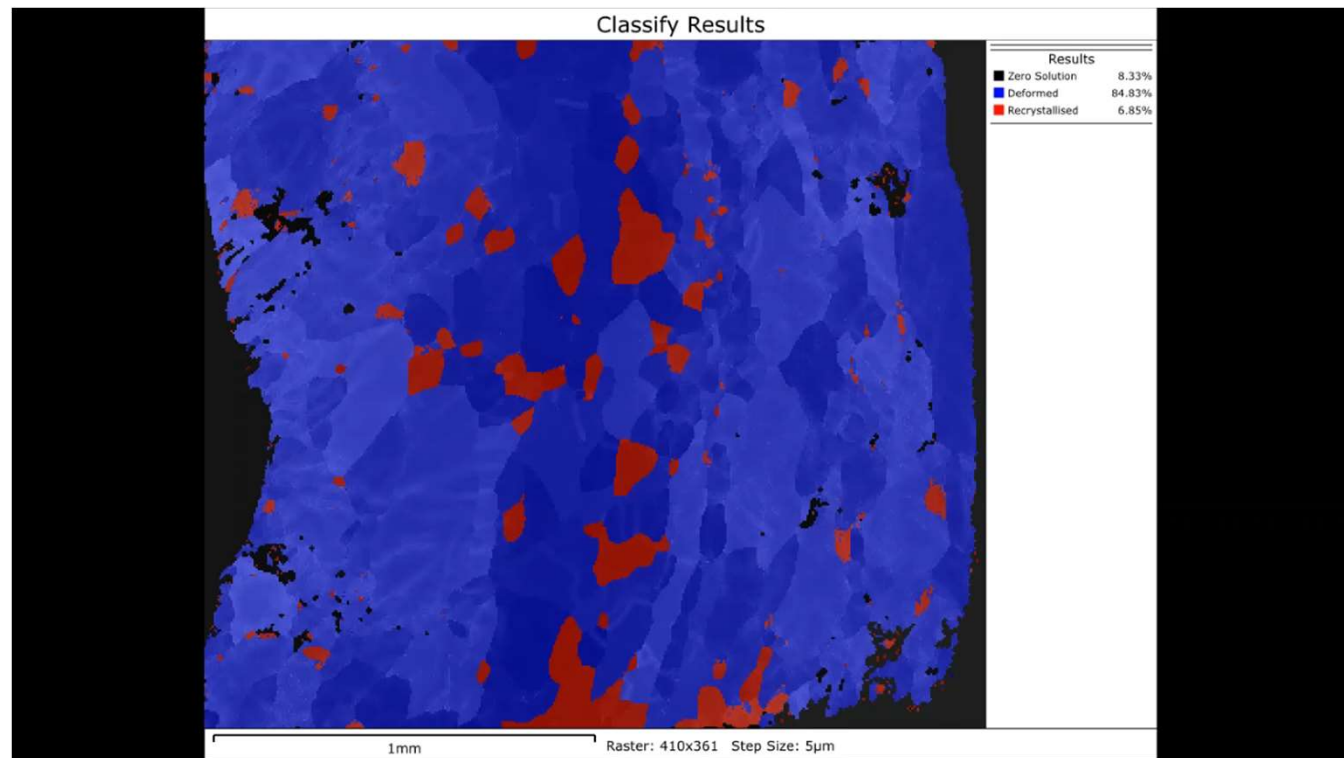 Classify Results
Results
Zero Solution 8.33%
Deformed 84.83%
Recrystallised 6.85%
1mm
Raster: 410x361 Step Size: 5µm